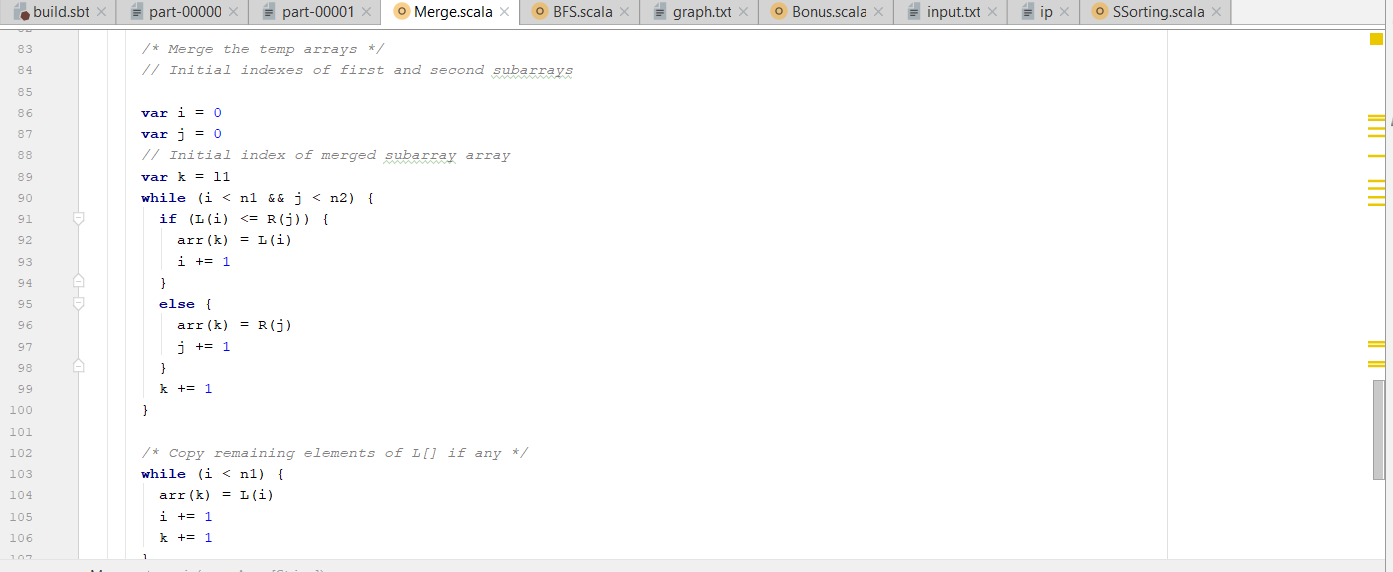 build.sbt part-00000 part-00001 Merge.scala BFS.scala graph.txt Bonus.scala input.txt ip SSorting.scala
83 /* Merge the temp arrays */
84 // Initial indexes of first and second subarrays
85
86 var i = 0
87 var j = 0
88 // Initial index of merged subarray array
89 var k = l1
90 while (i < n1 && j < n2) {
91 if (L(i) <= R(j)) {
92 arr(k) = L(i)
93 i += 1
94 }
95 else {
96 arr(k) = R(j)
97 j += 1
98 }
99 k += 1
100 }
101
102 /* Copy remaining elements of L[] if any */
103 while (i < n1) {
104 arr(k) = L(i)
105 i += 1
106 k += 1
107 }